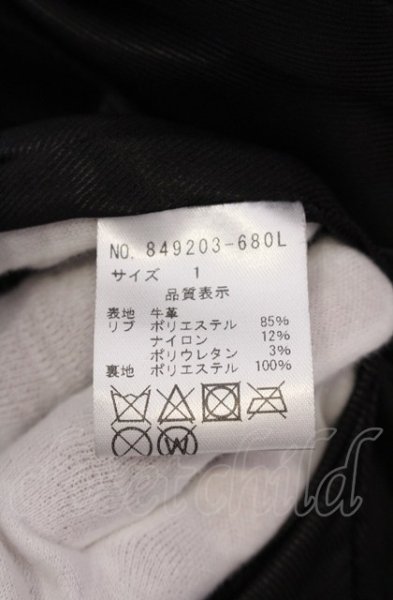 NO. 849203-680L
サイズ 1
品質表示
表地 牛革
リブ ポリエステル 85%
ナイロン 12%
ポリウレタン 3%
裏地 ポリエステル 100%
W
closetchild